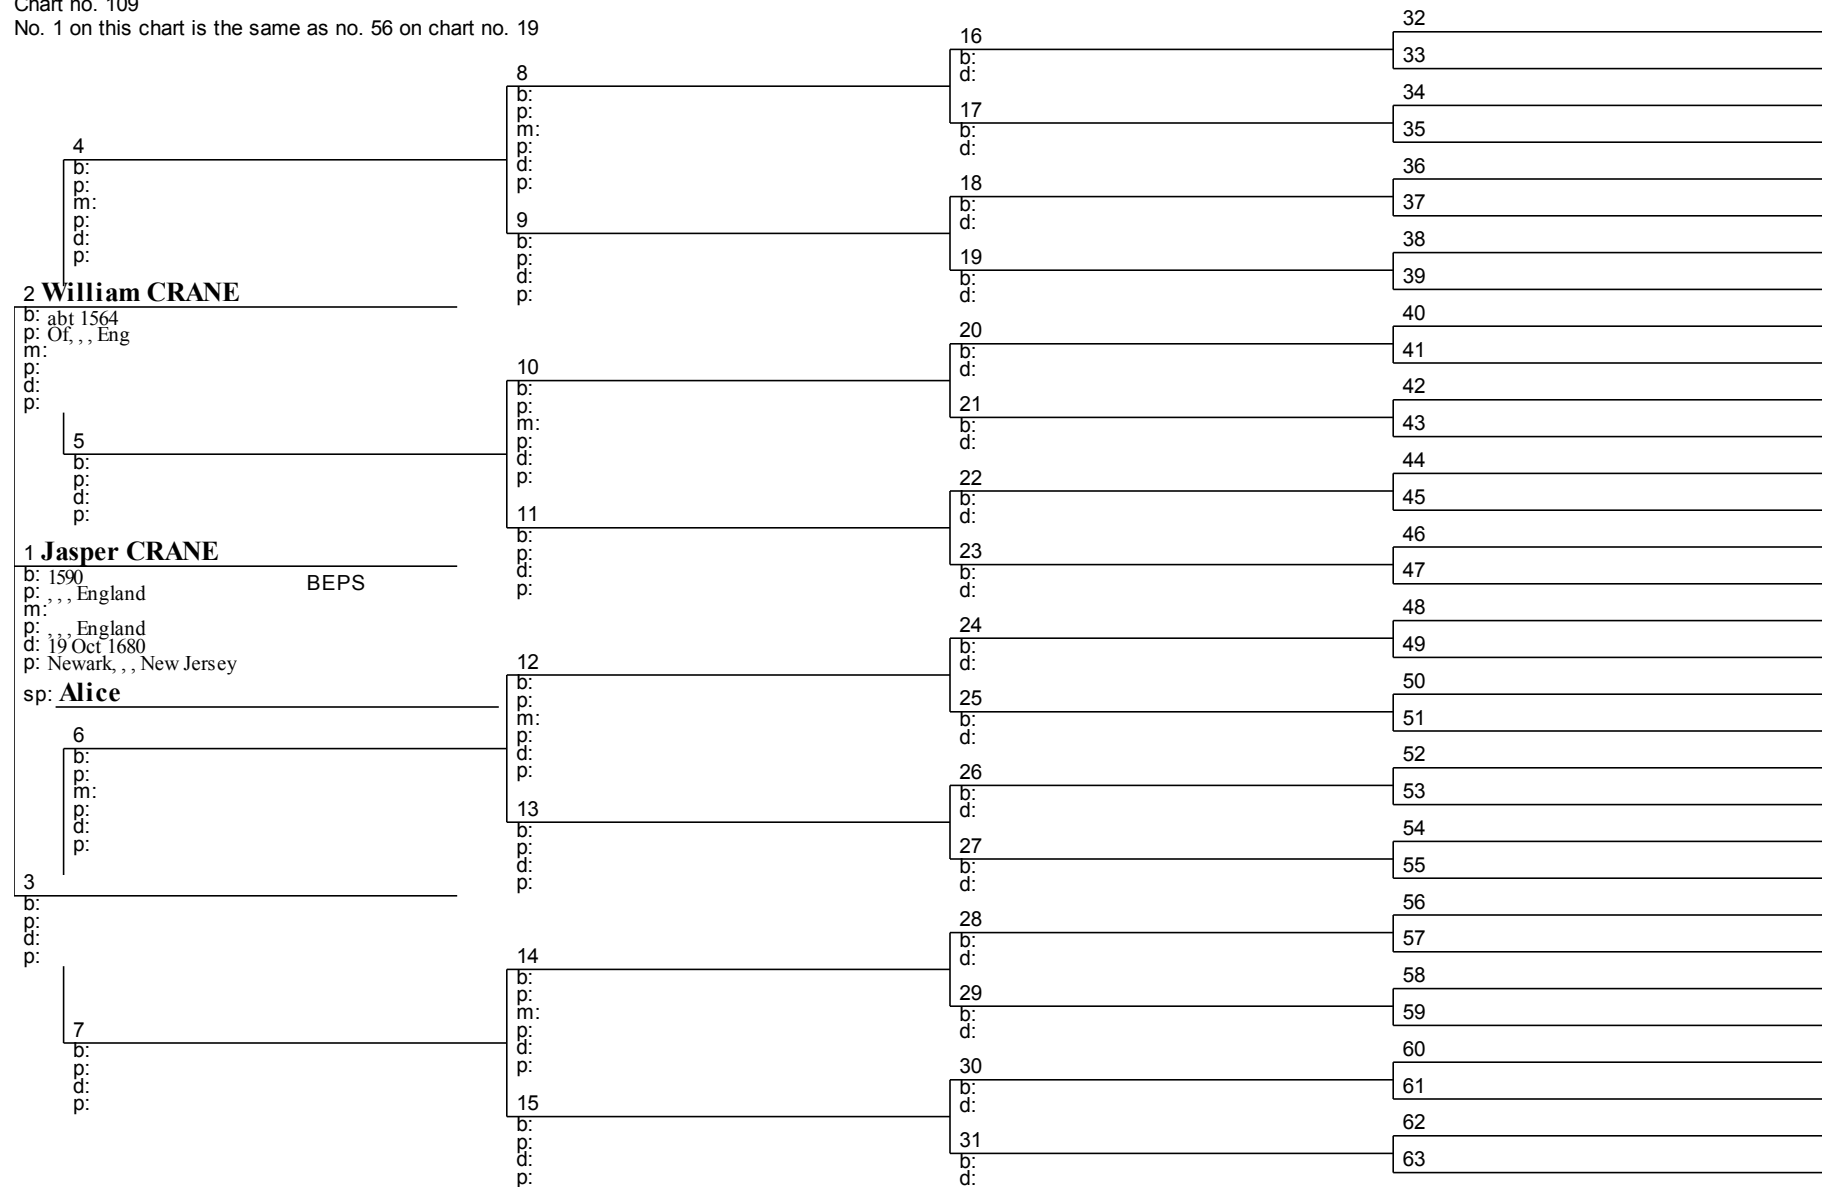 Chart no. 109
No. 1 on this chart is the same as no. 56 on chart no. 19
2 William CRANE
b: abt 1564
p: Of, , , Eng
m:
p:
d:
p:
1 Jasper CRANE
b: 1590
BEPS
p: , , , England
m:
p: , , , England
d: 19 Oct 1680
p: Newark, , , New Jersey
sp: Alice
3
b:
p:
d:
p:
4
b:
p:
m:
p:
d:
p:
5
b:
p:
d:
p:
6
b:
p:
m:
p:
d:
p:
7
b:
p:
d:
p:
8
b:
p:
m:
p:
d:
p:
9
b:
p:
d:
p:
10
b:
p:
m:
p:
d:
p:
11
b:
p:
d:
p:
12
b:
p:
m:
p:
d:
p:
13
b:
p:
d:
p:
14
b:
p:
m:
p:
d:
p:
15
b:
p:
d:
p:
16
b:
d:
17
b:
d:
18
b:
d:
19
b:
d:
20
b:
d:
21
b:
d:
22
b:
d:
23
b:
d:
24
b:
d:
25
b:
d:
26
b:
d:
27
b:
d:
28
b:
d:
29
b:
d:
30
b:
d:
31
b:
d:
32
33
34
35
36
37
38
39
40
41
42
43
44
45
46
47
48
49
50
51
52
53
54
55
56
57
58
59
60
61
62
63